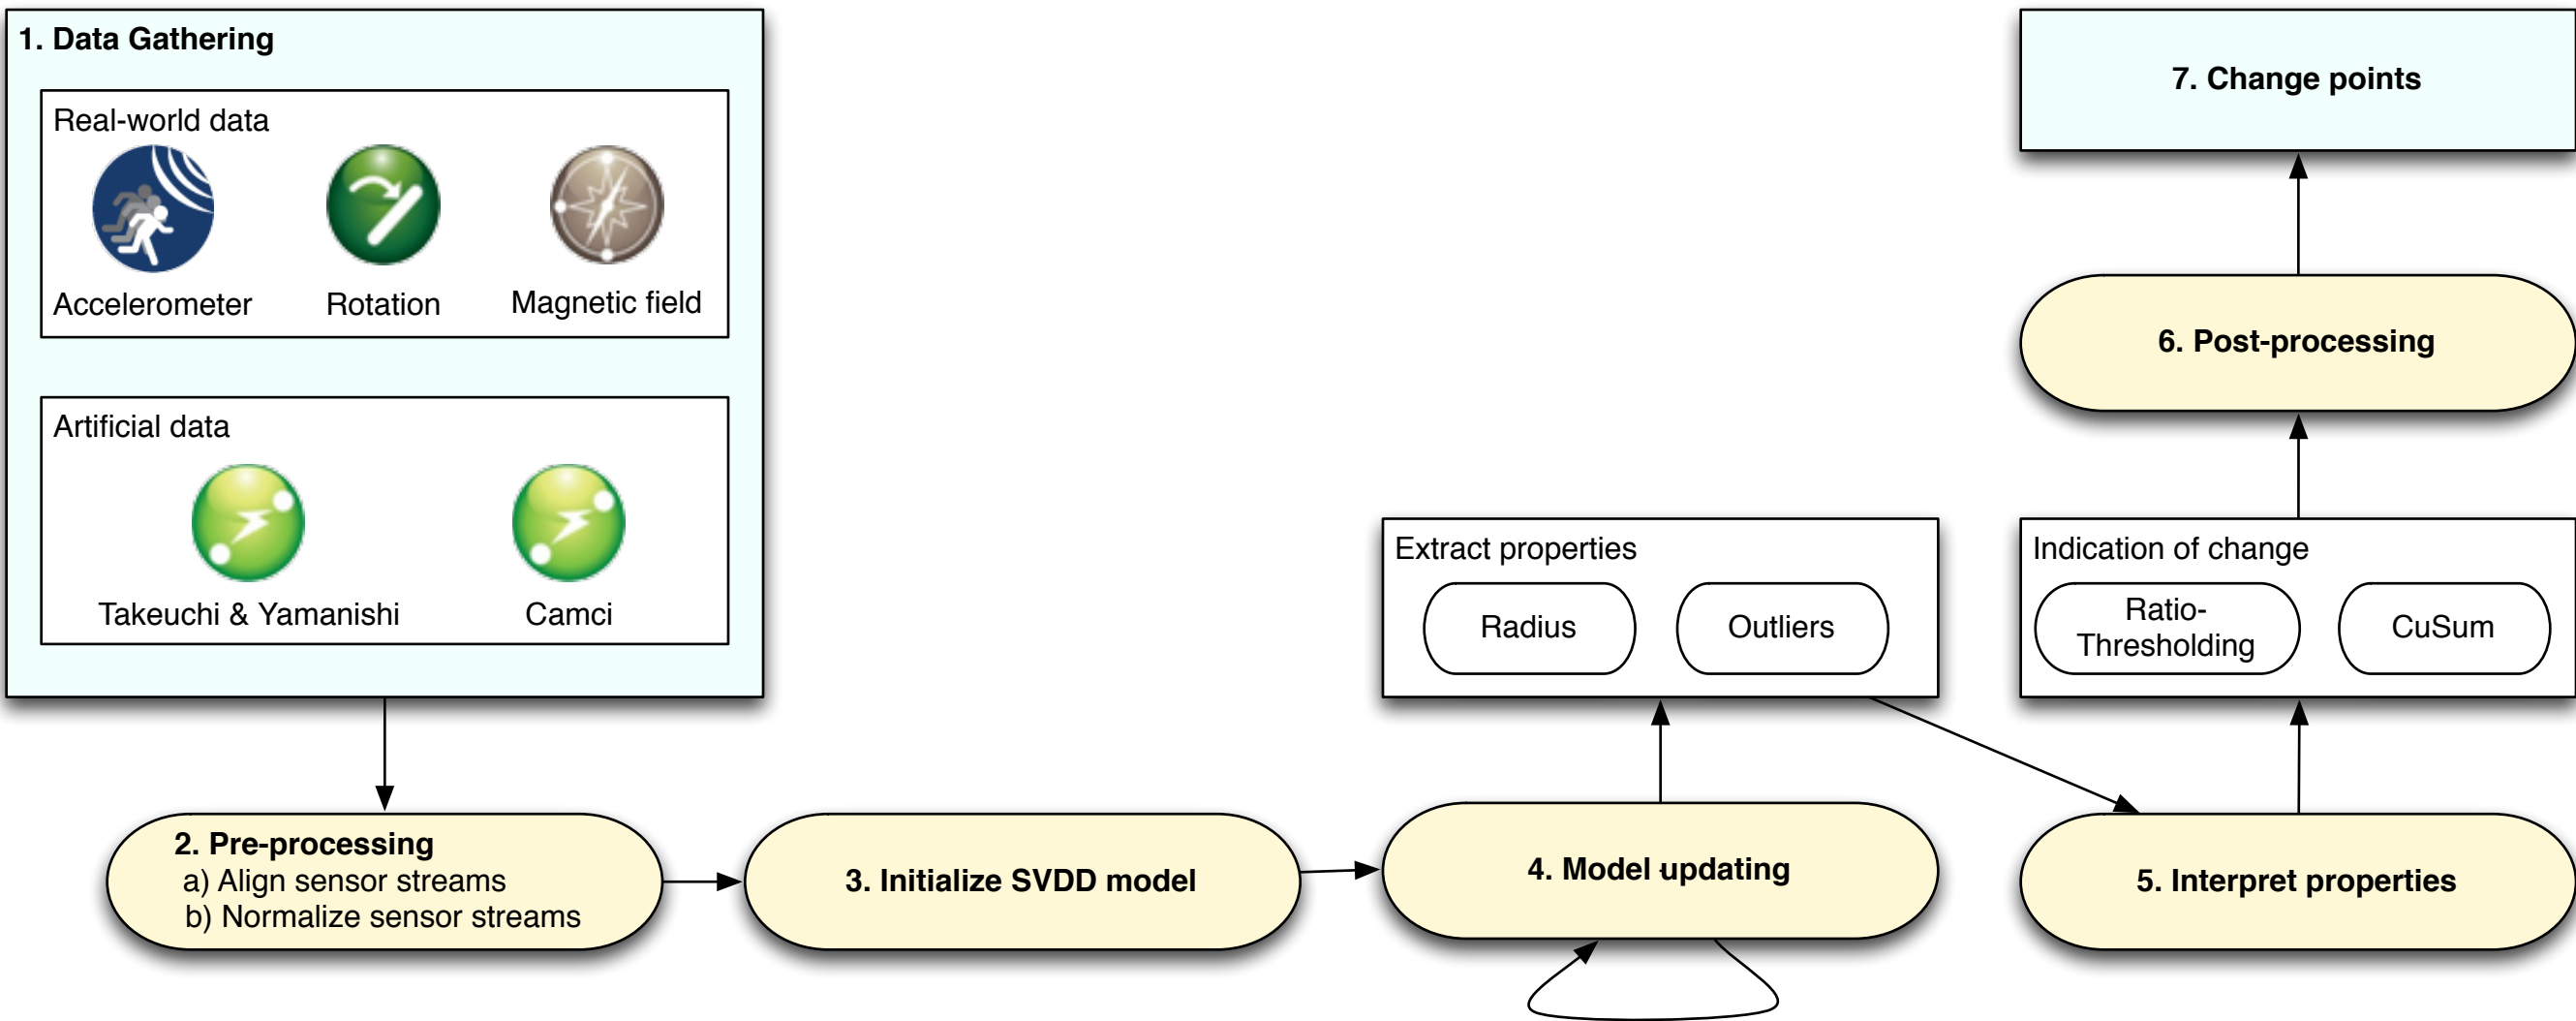 1. Data Gathering
Real-world data
Accelerometer
Rotation
Magnetic field
Artificial data
Takeuchi & Yamanishi
Camci
2. Pre-processing
a) Align sensor streams
b) Normalize sensor streams
3. Initialize SVDD model
4. Model updating
Extract properties
Radius
Outliers
5. Interpret properties
Indication of change
Ratio-
Thresholding
CuSum
6. Post-processing
7. Change points